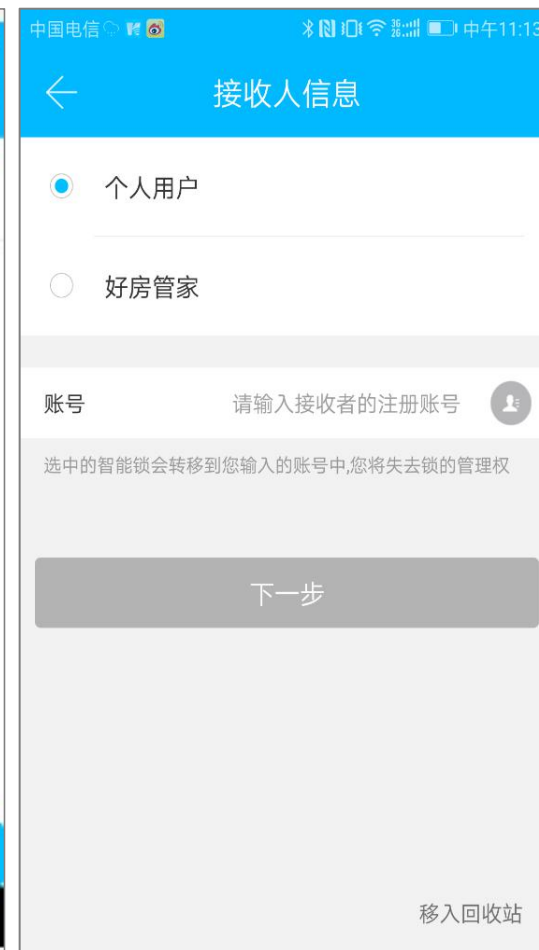 中国电信 中午11:13
接收人信息
个人用户
好房管家
账号 请输入接收者的注册账号
选中的智能锁会转移到您输入的账号中,您将失去锁的管理权
下一步
移入回收站